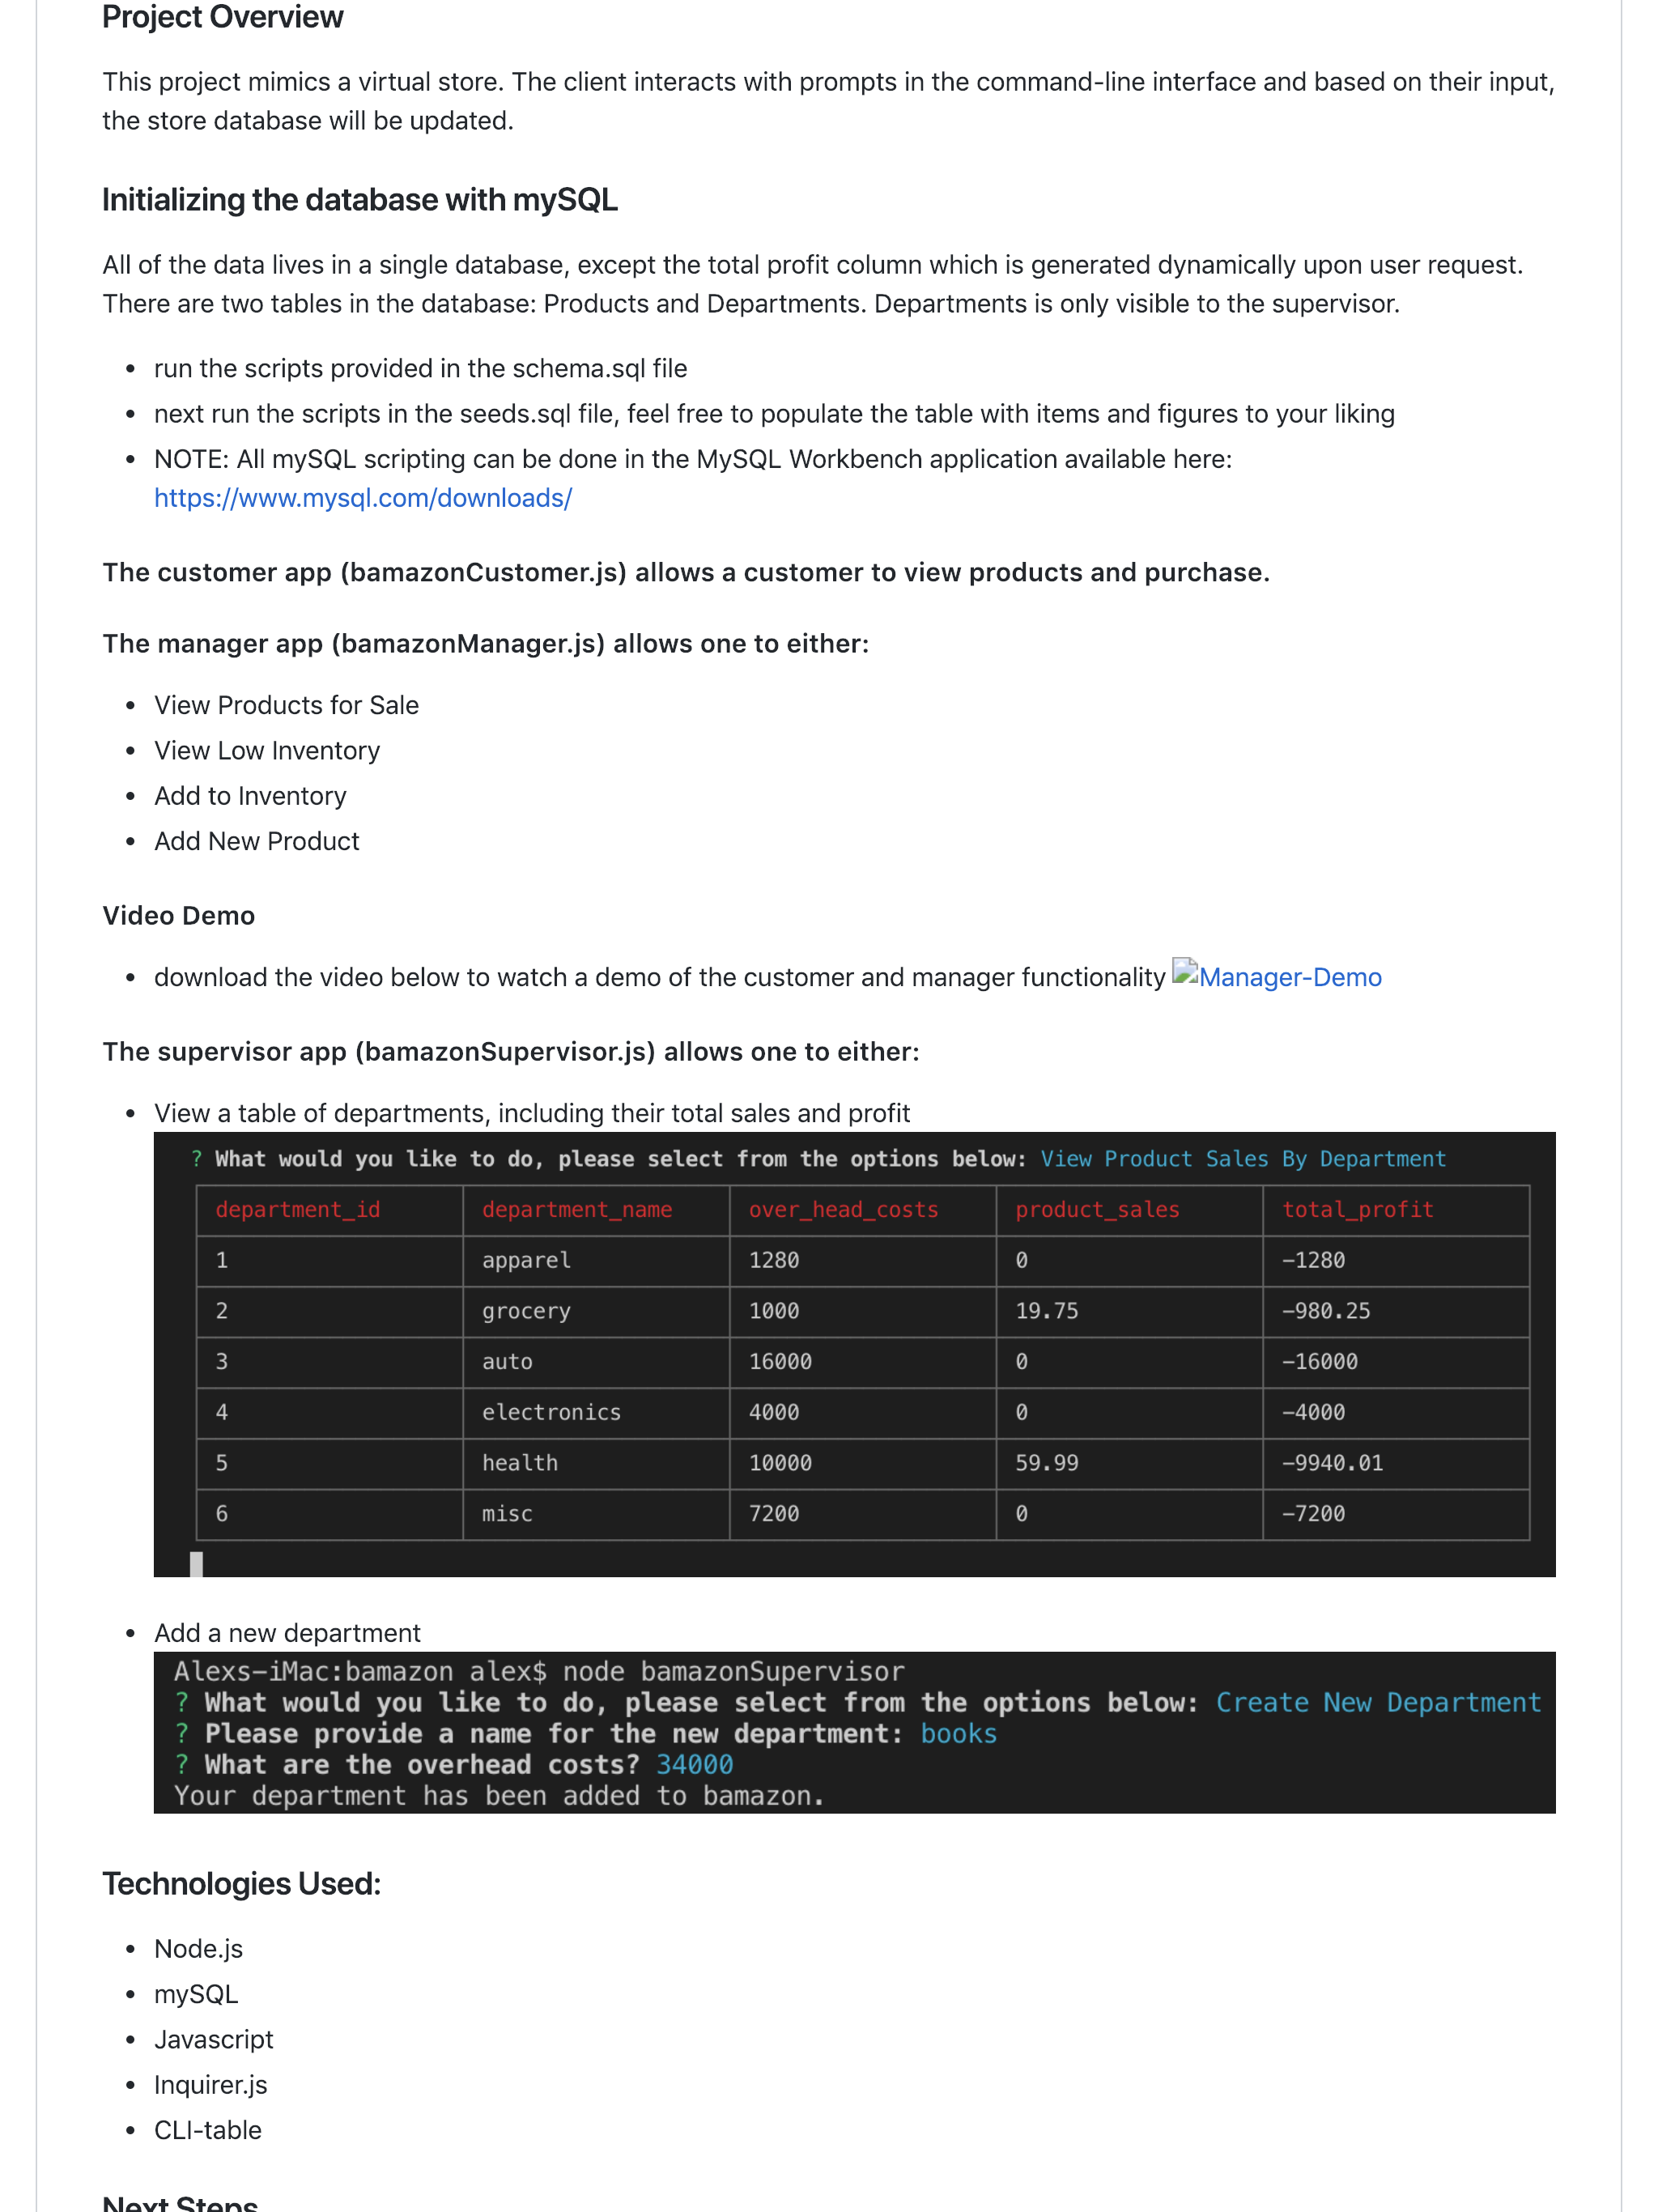 Project Overview
This project mimics a virtual store. The client interacts with prompts in the command-line interface and based on their input,
the store database will be updated.
Initializing the database with mySQL
All of the data lives in a single database, except the total profit column which is generated dynamically upon user request.
There are two tables in the database: Products and Departments. Departments is only visible to the supervisor.
• run the scripts provided in the schema.sql file
• next run the scripts in the seeds.sql file, feel free to populate the table with items and figures to your liking
• NOTE: All mySQL scripting can be done in the MySQL Workbench application available here:
https://www.mysql.com/downloads/
The customer app (bamazonCustomer.js) allows a customer to view products and purchase.
The manager app (bamazonManager.js) allows one to either:
• View Products for Sale
• View Low Inventory
• Add to Inventory
• Add New Product
Video Demo
• download the video below to watch a demo of the customer and manager functionality Manager-Demo
The supervisor app (bamazonSupervisor.js) allows one to either:
• View a table of departments, including their total sales and profit
? What would you like to do, please select from the options below: View Product Sales By Department
department_id department_name over_head_costs product_sales total_profit
1 apparel 1280 0 −1280
2 grocery 1000 19.75 −980.25
3 auto 16000 0 −16000
4 electronics 4000 0 −4000
5 health 10000 59.99 −9940.01
6 misc 7200 0 −7200
• Add a new department
Alexs−iMac:bamazon alex$ node bamazonSupervisor
? What would you like to do, please select from the options below: Create New Department
? Please provide a name for the new department: books
? What are the overhead costs? 34000
Your department has been added to bamazon.
Technologies Used:
• Node.js
• mySQL
• Javascript
• Inquirer.js
• CLI-table
Next Steps